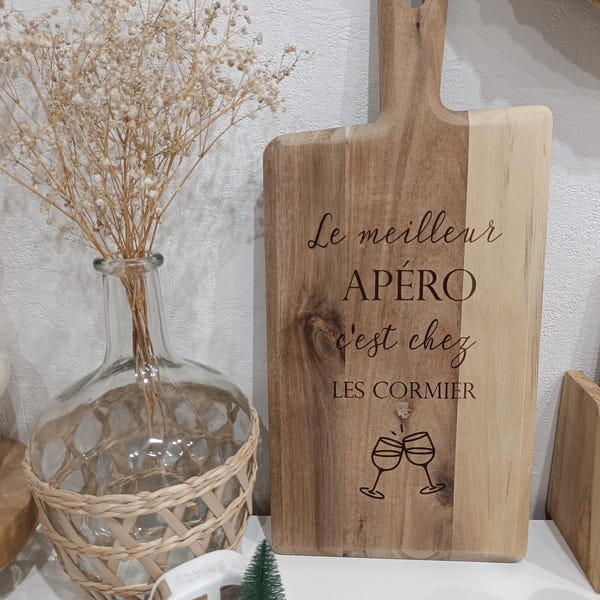 Le meilleur
APÉRO
c'est chez
LES CORMIER